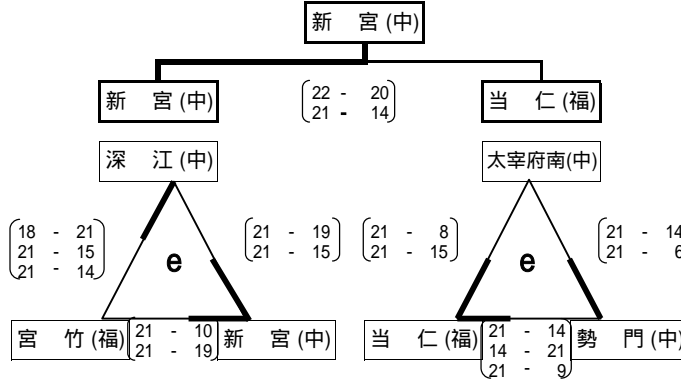 新 宮 (中)
新 宮 (中)
22 - 20
21 - 14
当 仁 (福)
深 江 (中)
太宰府南(中)
18 - 21
21 - 15
21 - 14
e
21 - 19
21 - 15
21 - 8
21 - 15
e
21 - 14
21 - 6
宮 竹 (福)
21 - 10
21 - 19
新 宮 (中)
当 仁 (福)
21 - 14
14 - 21
21 - 9
勢 門 (中)